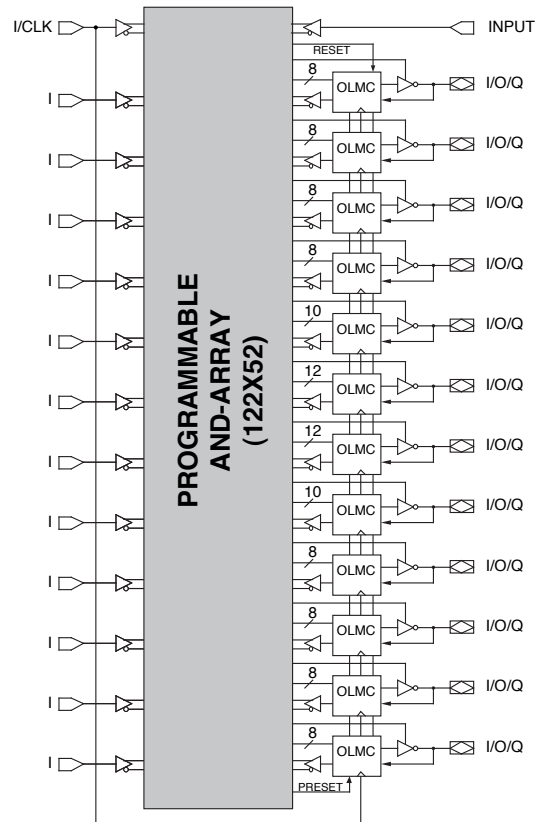 I/CLK
INPUT
RESET
8
OLMC
I/O/Q
I
8
OLMC
I/O/Q
I
8
OLMC
I/O/Q
I
8
OLMC
I/O/Q
I
10
OLMC
I/O/Q
I
12
OLMC
I/O/Q
I
12
OLMC
I/O/Q
I
10
OLMC
I/O/Q
I
8
OLMC
I/O/Q
I
8
OLMC
I/O/Q
I
8
OLMC
I/O/Q
I
8
OLMC
I/O/Q
I
PRESET
PROGRAMMABLE
AND-ARRAY
(122X52)